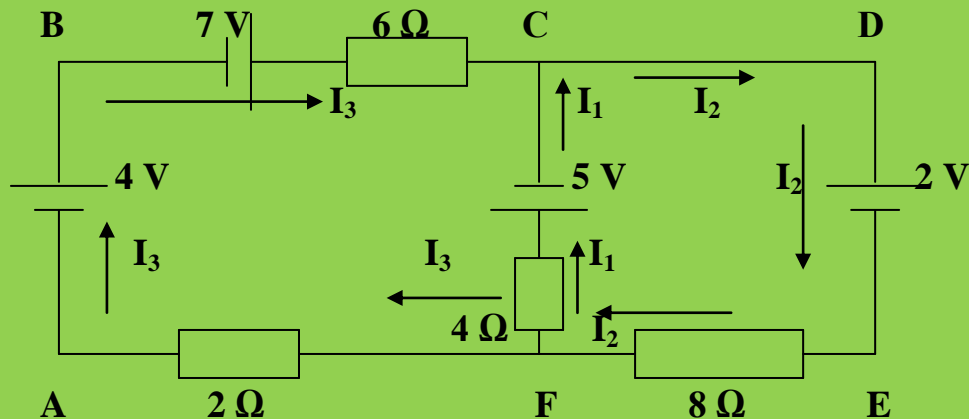 B 7 V 6 Ω C D
I₃ I₁ I₂
4 V 5 V I₂ 2 V
I₃ I₃ I₁
4 Ω I₂
A 2 Ω F 8 Ω E